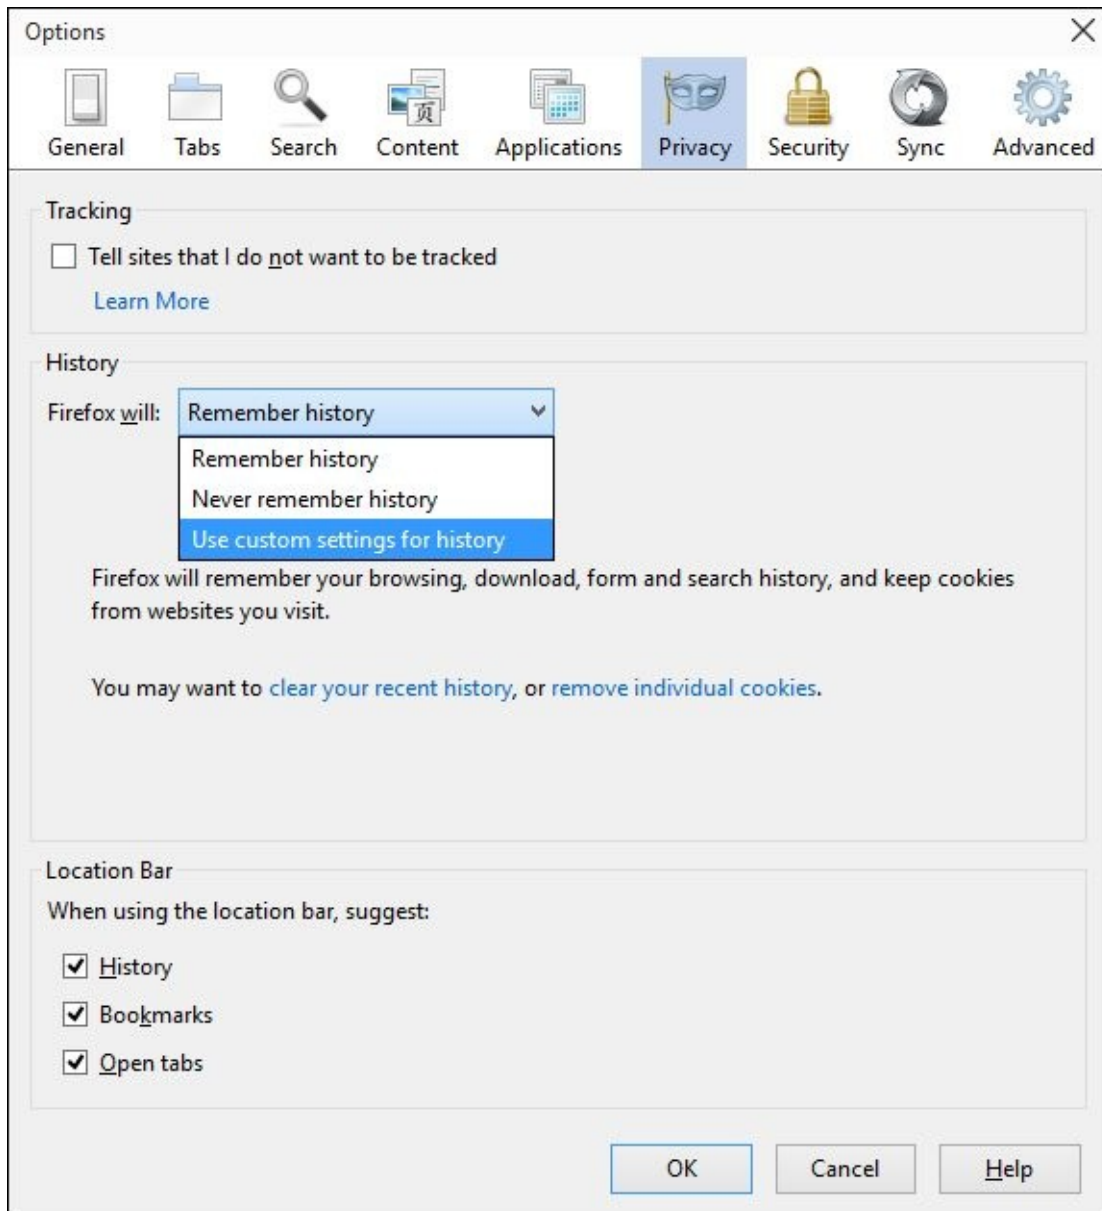 Options
General Tabs Search Content Applications Privacy Security Sync Advanced
页
Tracking
Tell sites that I do not want to be tracked
Learn More
History
Firefox will: Remember history
Remember history
Never remember history
Use custom settings for history
Firefox will remember your browsing, download, form and search history, and keep cookies
from websites you visit.
You may want to clear your recent history, or remove individual cookies.
Location Bar
When using the location bar, suggest:
History
Bookmarks
Open tabs
OK Cancel Help